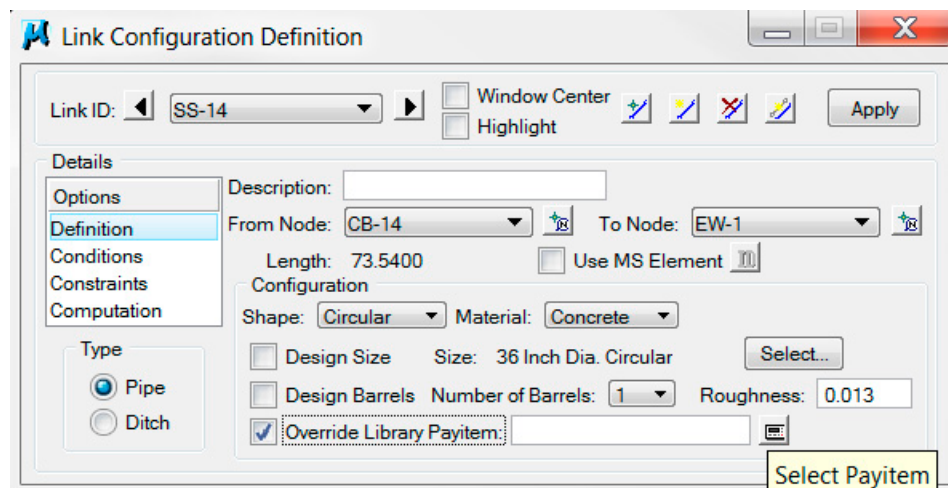 Link Configuration Definition
Link ID: SS-14
Window Center
Highlight
Apply
Details
Options
Definition
Conditions
Constraints
Computation
Type
Pipe
Ditch
Description:
From Node: CB-14 To Node: EW-1
Length: 73.5400 Use MS Element
Configuration
Shape: Circular Material: Concrete
Design Size Size: 36 Inch Dia. Circular Select...
Design Barrels Number of Barrels: 1 Roughness: 0.013
Override Library Payitem:
Select Payitem